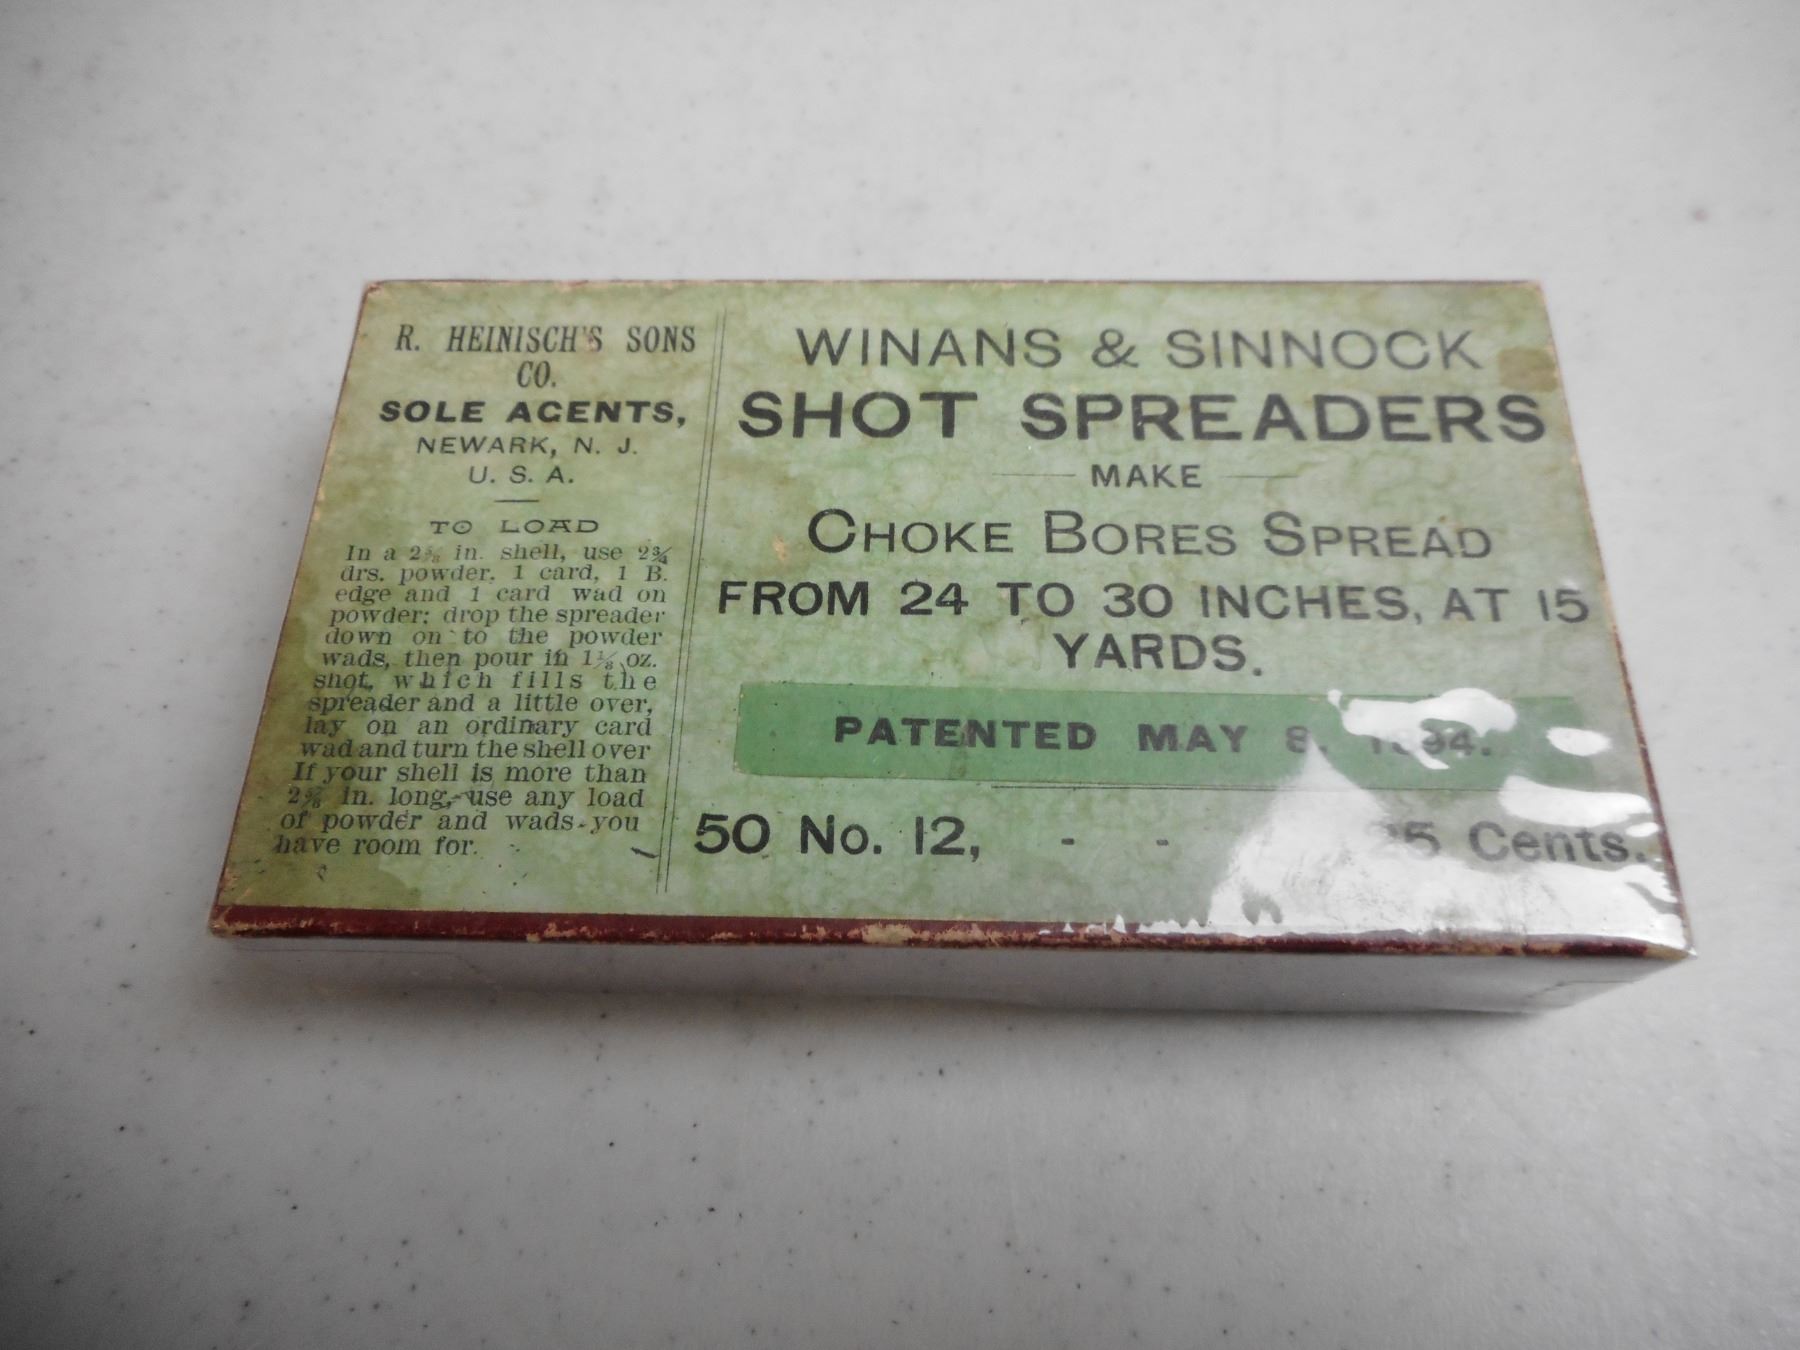 R. HEINISCH'S SONS
CO.
SOLE AGENTS,
NEWARK, N. J.
U. S. A.
TO LOAD
In a 2⅝ in. shell, use 2¾
drs. powder, 1 card, 1 B.
edge and 1 card wad on
powder; drop the spreader
down on to the powder
wads, then pour in 1⅛ oz.
shot, which fills the
spreader and a little over,
lay on an ordinary card
wad and turn the shell over
If your shell is more than
2⅝ in. long, use any load
of powder and wads you
have room for.
WINANS & SINNOCK
SHOT SPREADERS
MAKE
CHOKE BORES SPREAD
FROM 24 TO 30 INCHES, AT 15
YARDS.
PATENTED MAY 8, 1894.
50 No. 12, - - Cents.